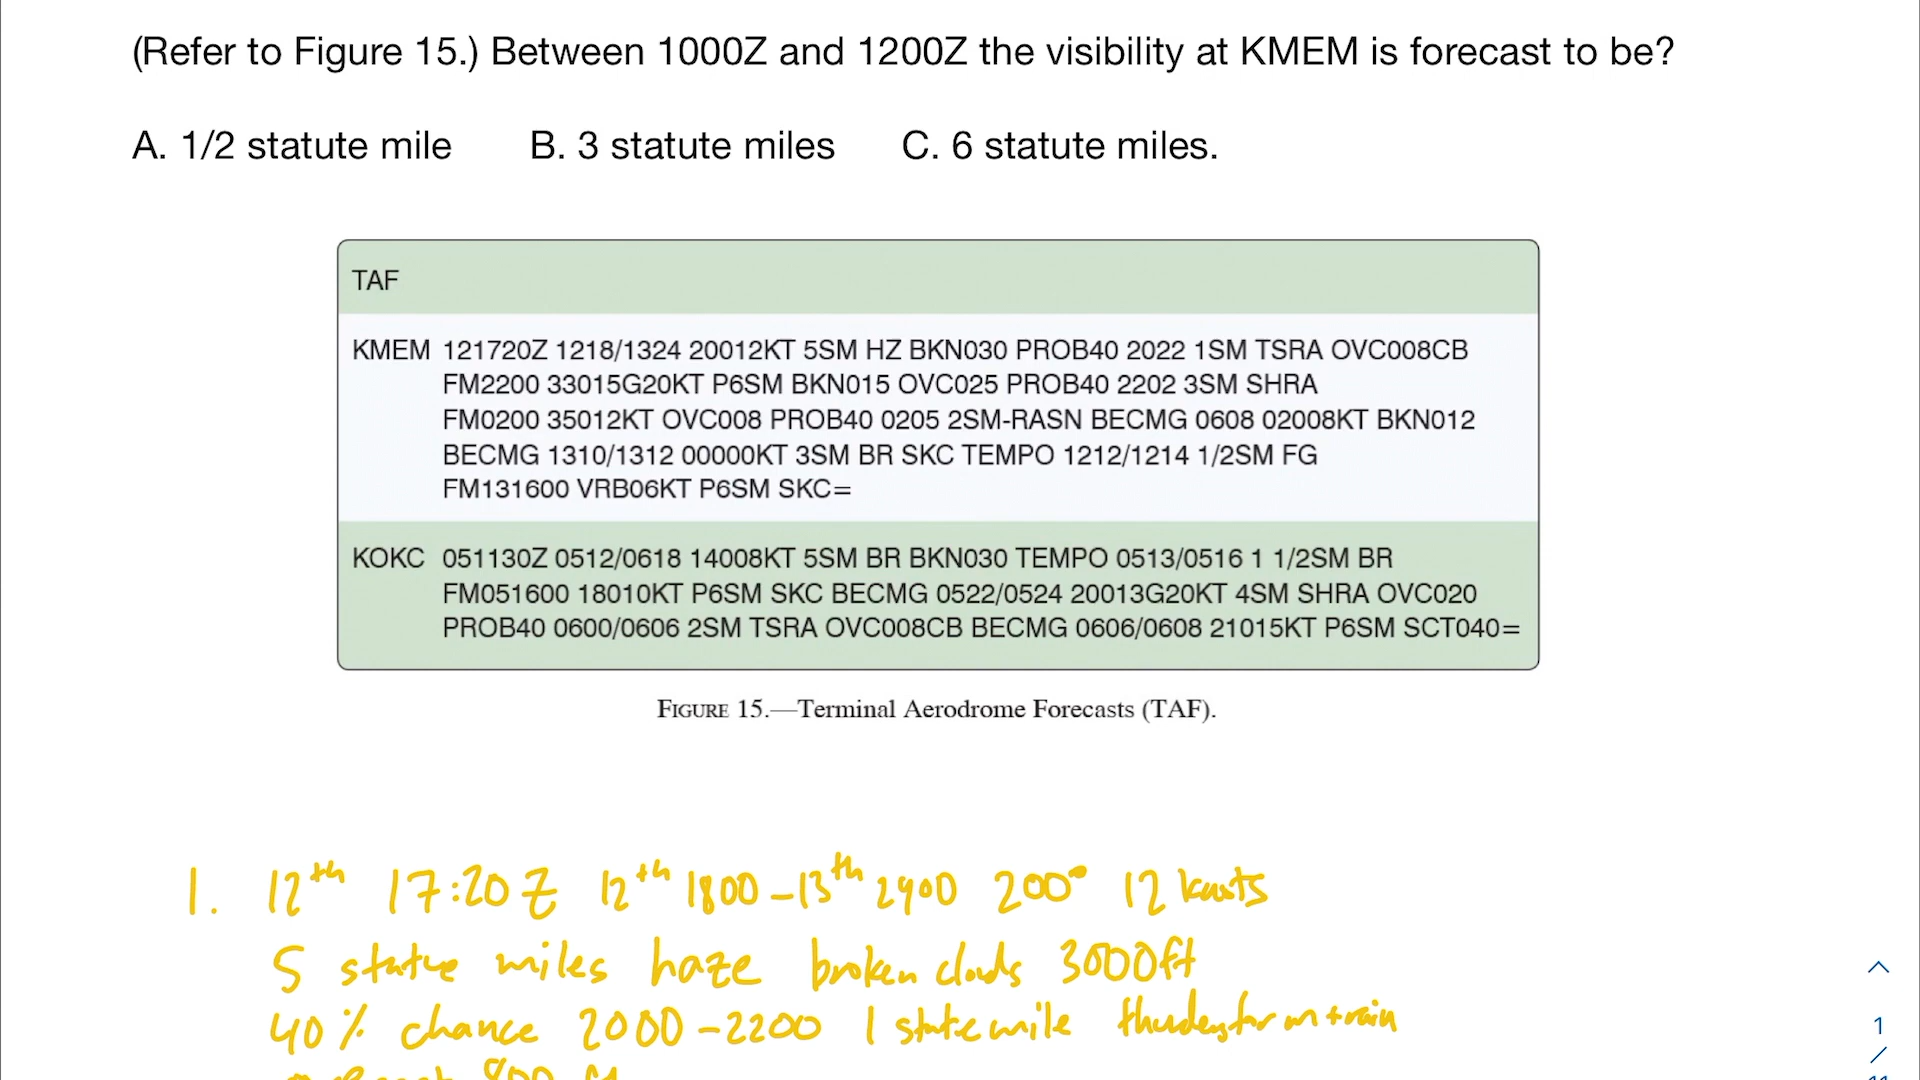 (Refer to Figure 15.) Between 1000Z and 1200Z the visibility at KMEM is forecast to be?
A. 1/2 statute mile B. 3 statute miles C. 6 statute miles.
TAF
KMEM 121720Z 1218/1324 20012KT 5SM HZ BKN030 PROB40 2022 1SM TSRA OVC008CB
FM2200 33015G20KT P6SM BKN015 OVC025 PROB40 2202 3SM SHRA
FM0200 35012KT OVC008 PROB40 0205 2SM-RASN BECMG 0608 02008KT BKN012
BECMG 1310/1312 00000KT 3SM BR SKC TEMPO 1212/1214 1/2SM FG
FM131600 VRB06KT P6SM SKC=
KOKC 051130Z 0512/0618 14008KT 5SM BR BKN030 TEMPO 0513/0516 1 1/2SM BR
FM051600 18010KT P6SM SKC BECMG 0522/0524 20013G20KT 4SM SHRA OVC020
PROB40 0600/0606 2SM TSRA OVC008CB BECMG 0606/0608 21015KT P6SM SCT040=
FIGURE 15.—Terminal Aerodrome Forecasts (TAF).
1. 12th 17:20 Z 12th 1800-13th 2400 200° 12 knots
5 statue miles haze broken clouds 3000ft
40% chance 2000-2200 1 state mile thunderstorm + rain
800
1
/